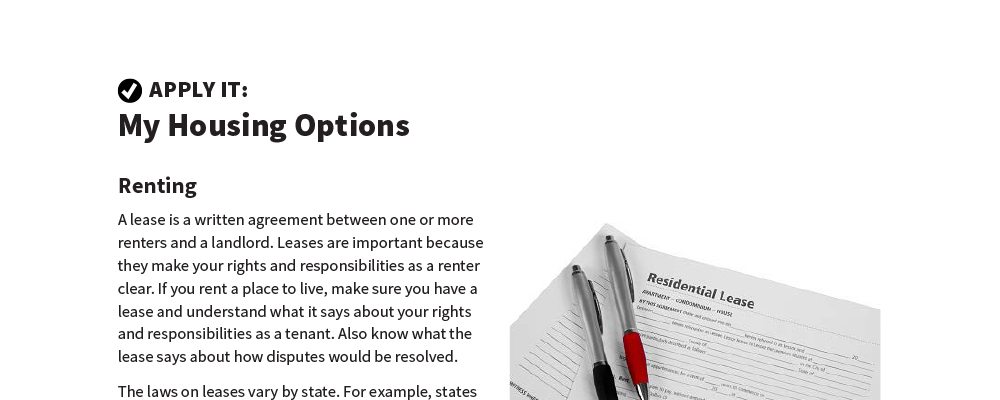 APPLY IT:
My Housing Options
Renting
A lease is a written agreement between one or more
renters and a landlord. Leases are important because
they make your rights and responsibilities as a renter
clear. If you rent a place to live, make sure you have a
lease and understand what it says about your rights
and responsibilities as a tenant. Also know what the
lease says about how disputes would be resolved.
The laws on leases vary by state. For example, states
Residential Lease
APARTMENT – CONDOMINIUM – HOUSE
BY THIS AGREEMENT